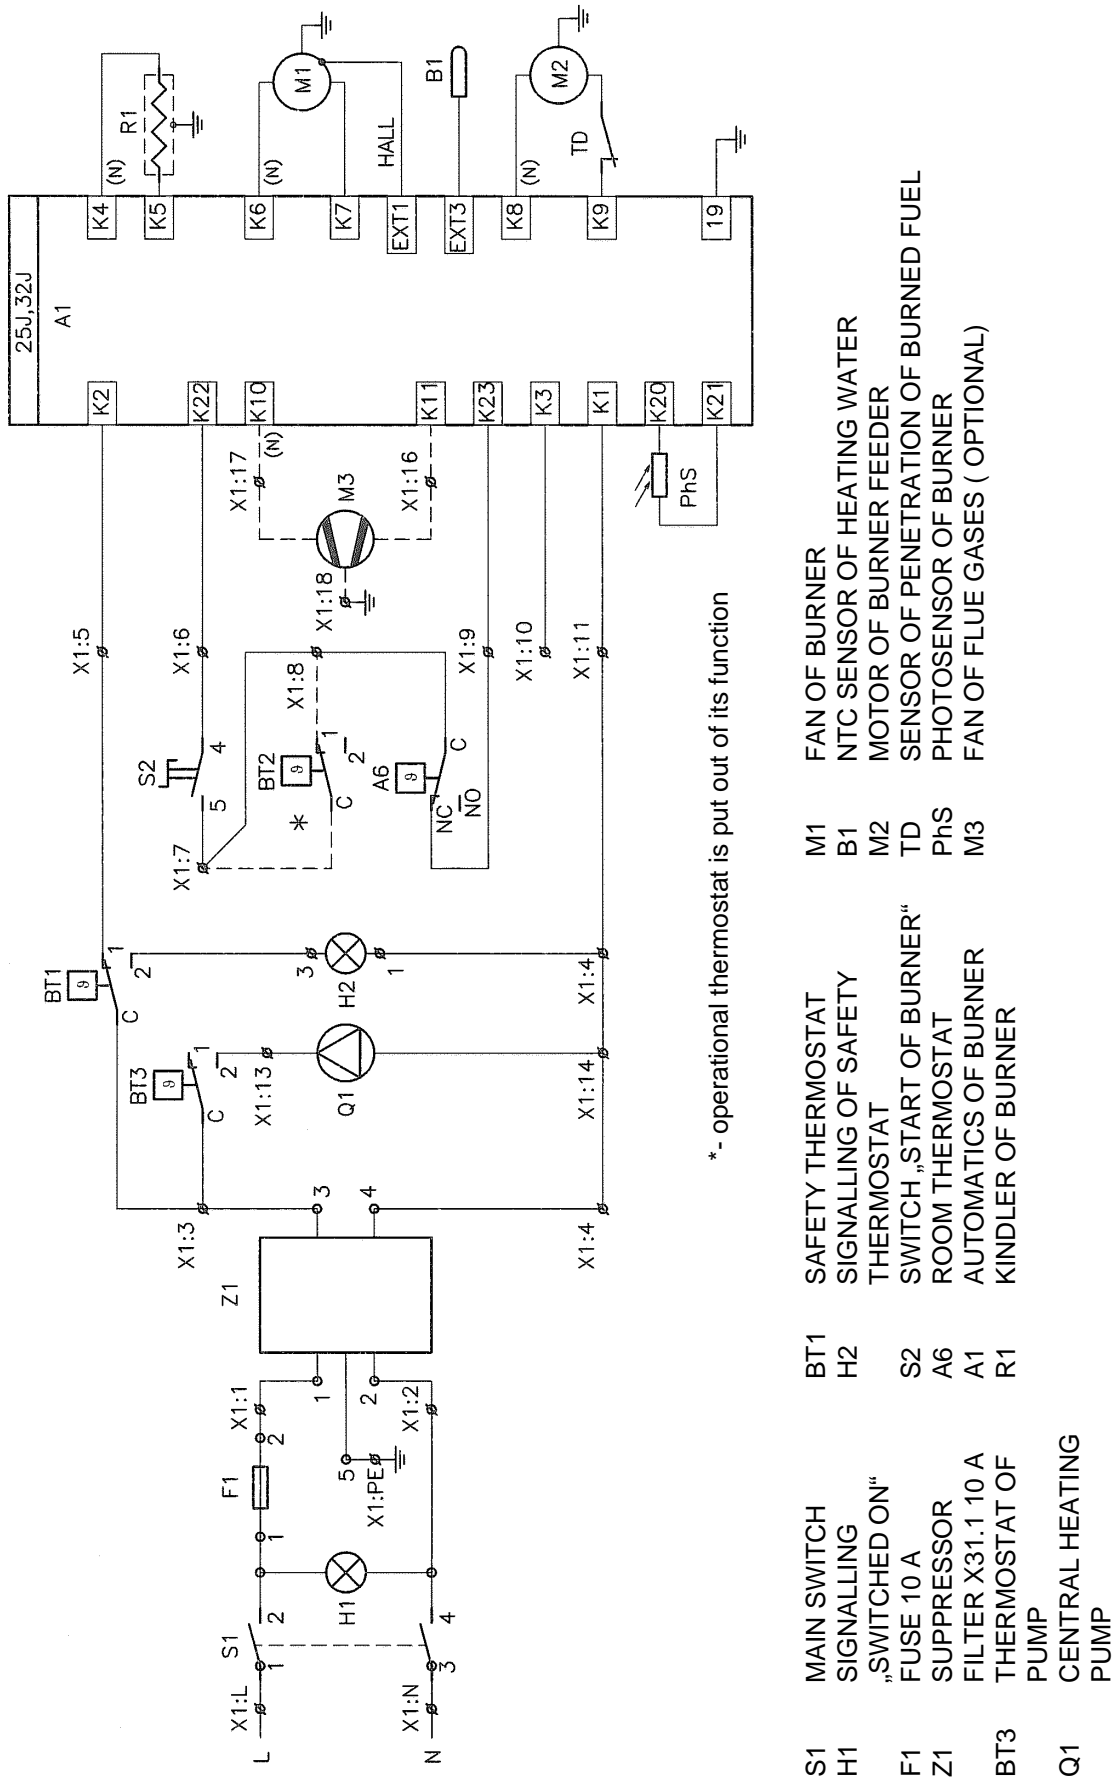 25J,32J
A1
K2
K22
K10
(N)
K11
K23
K3
K1
K20
K21
K4
(N)
K5
K6
(N)
K7
EXT1
EXT3
K8
(N)
K9
19
R1
M1
HALL
B1
M2
TD
L
N
X1:L
X1:N
S1
1
2
3
4
H1
F1
1
2
X1:1
X1:2
5
X1:PE
1
2
Z1
3
4
X1:3
X1:4
BT3
C
1
2
X1:13
Q1
X1:14
BT1
C
1
2
3
H2
1
X1:4
X1:5
X1:6
X1:7
S2
5
4
BT2
*
C
1
2
X1:8
A6
NC
NO
C
X1:9
X1:10
X1:11
X1:17
X1:16
X1:18
M3
PhS
*- operational thermostat is put out of its function
S1 MAIN SWITCH
H1 SIGNALLING
„SWITCHED ON“
F1 FUSE 10 A
Z1 SUPPRESSOR
FILTER X31.1 10 A
BT3 THERMOSTAT OF
PUMP
Q1 CENTRAL HEATING
PUMP
BT1 SAFETY THERMOSTAT
H2 SIGNALLING OF SAFETY
THERMOSTAT
S2 SWITCH „START OF BURNER“
A6 ROOM THERMOSTAT
A1 AUTOMATICS OF BURNER
R1 KINDLER OF BURNER
M1 FAN OF BURNER
B1 NTC SENSOR OF HEATING WATER
M2 MOTOR OF BURNER FEEDER
TD SENSOR OF PENETRATION OF BURNED FUEL
PhS PHOTOSENSOR OF BURNER
M3 FAN OF FLUE GASES ( OPTIONAL)